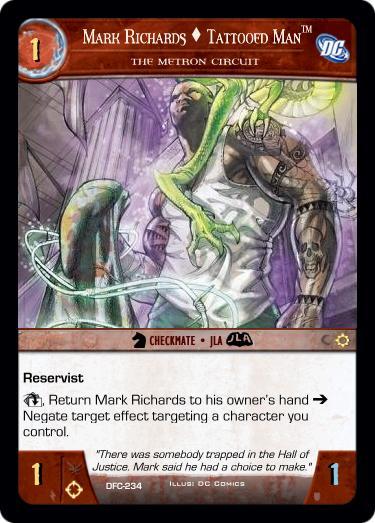 1
Mark Richards ♦ Tattooed Man™
DC
The Metron Circuit
CHECKMATE • JLA JLA
Reservist
, Return Mark Richards to his owner's hand ➔
Negate target effect targeting a character you
control.
"There was somebody trapped in the Hall of
Justice. Mark said he had a choice to make."
1
DFC-234
Illus: DC Comics
1